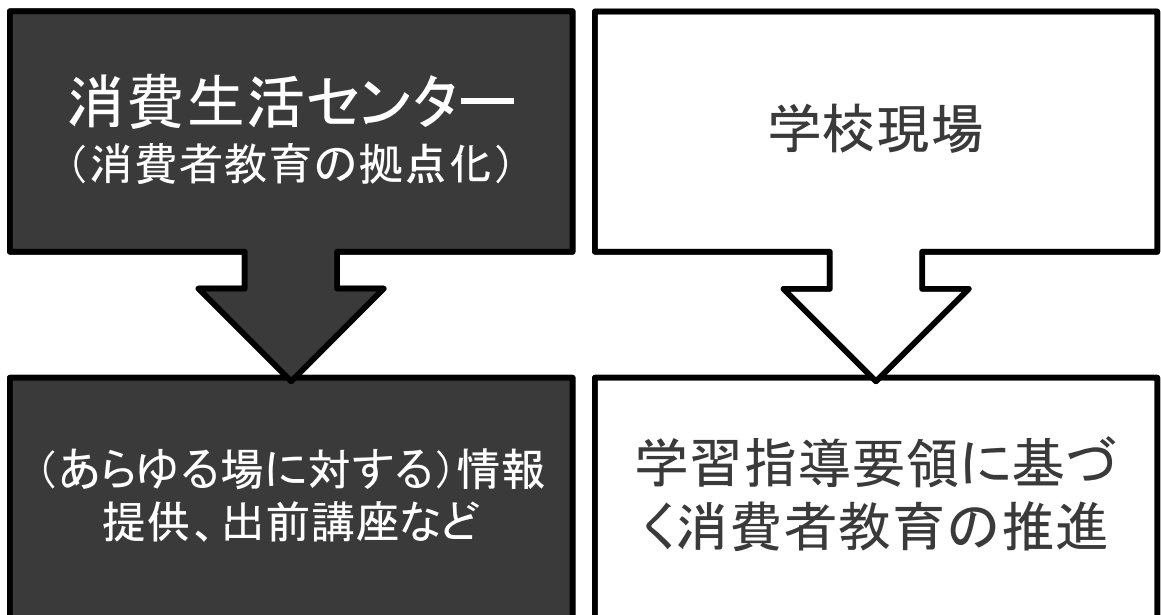 消費生活センター
（消費者教育の拠点化）
（あらゆる場に対する）情報
提供、出前講座など
学校現場
学習指導要領に基づ
く消費者教育の推進